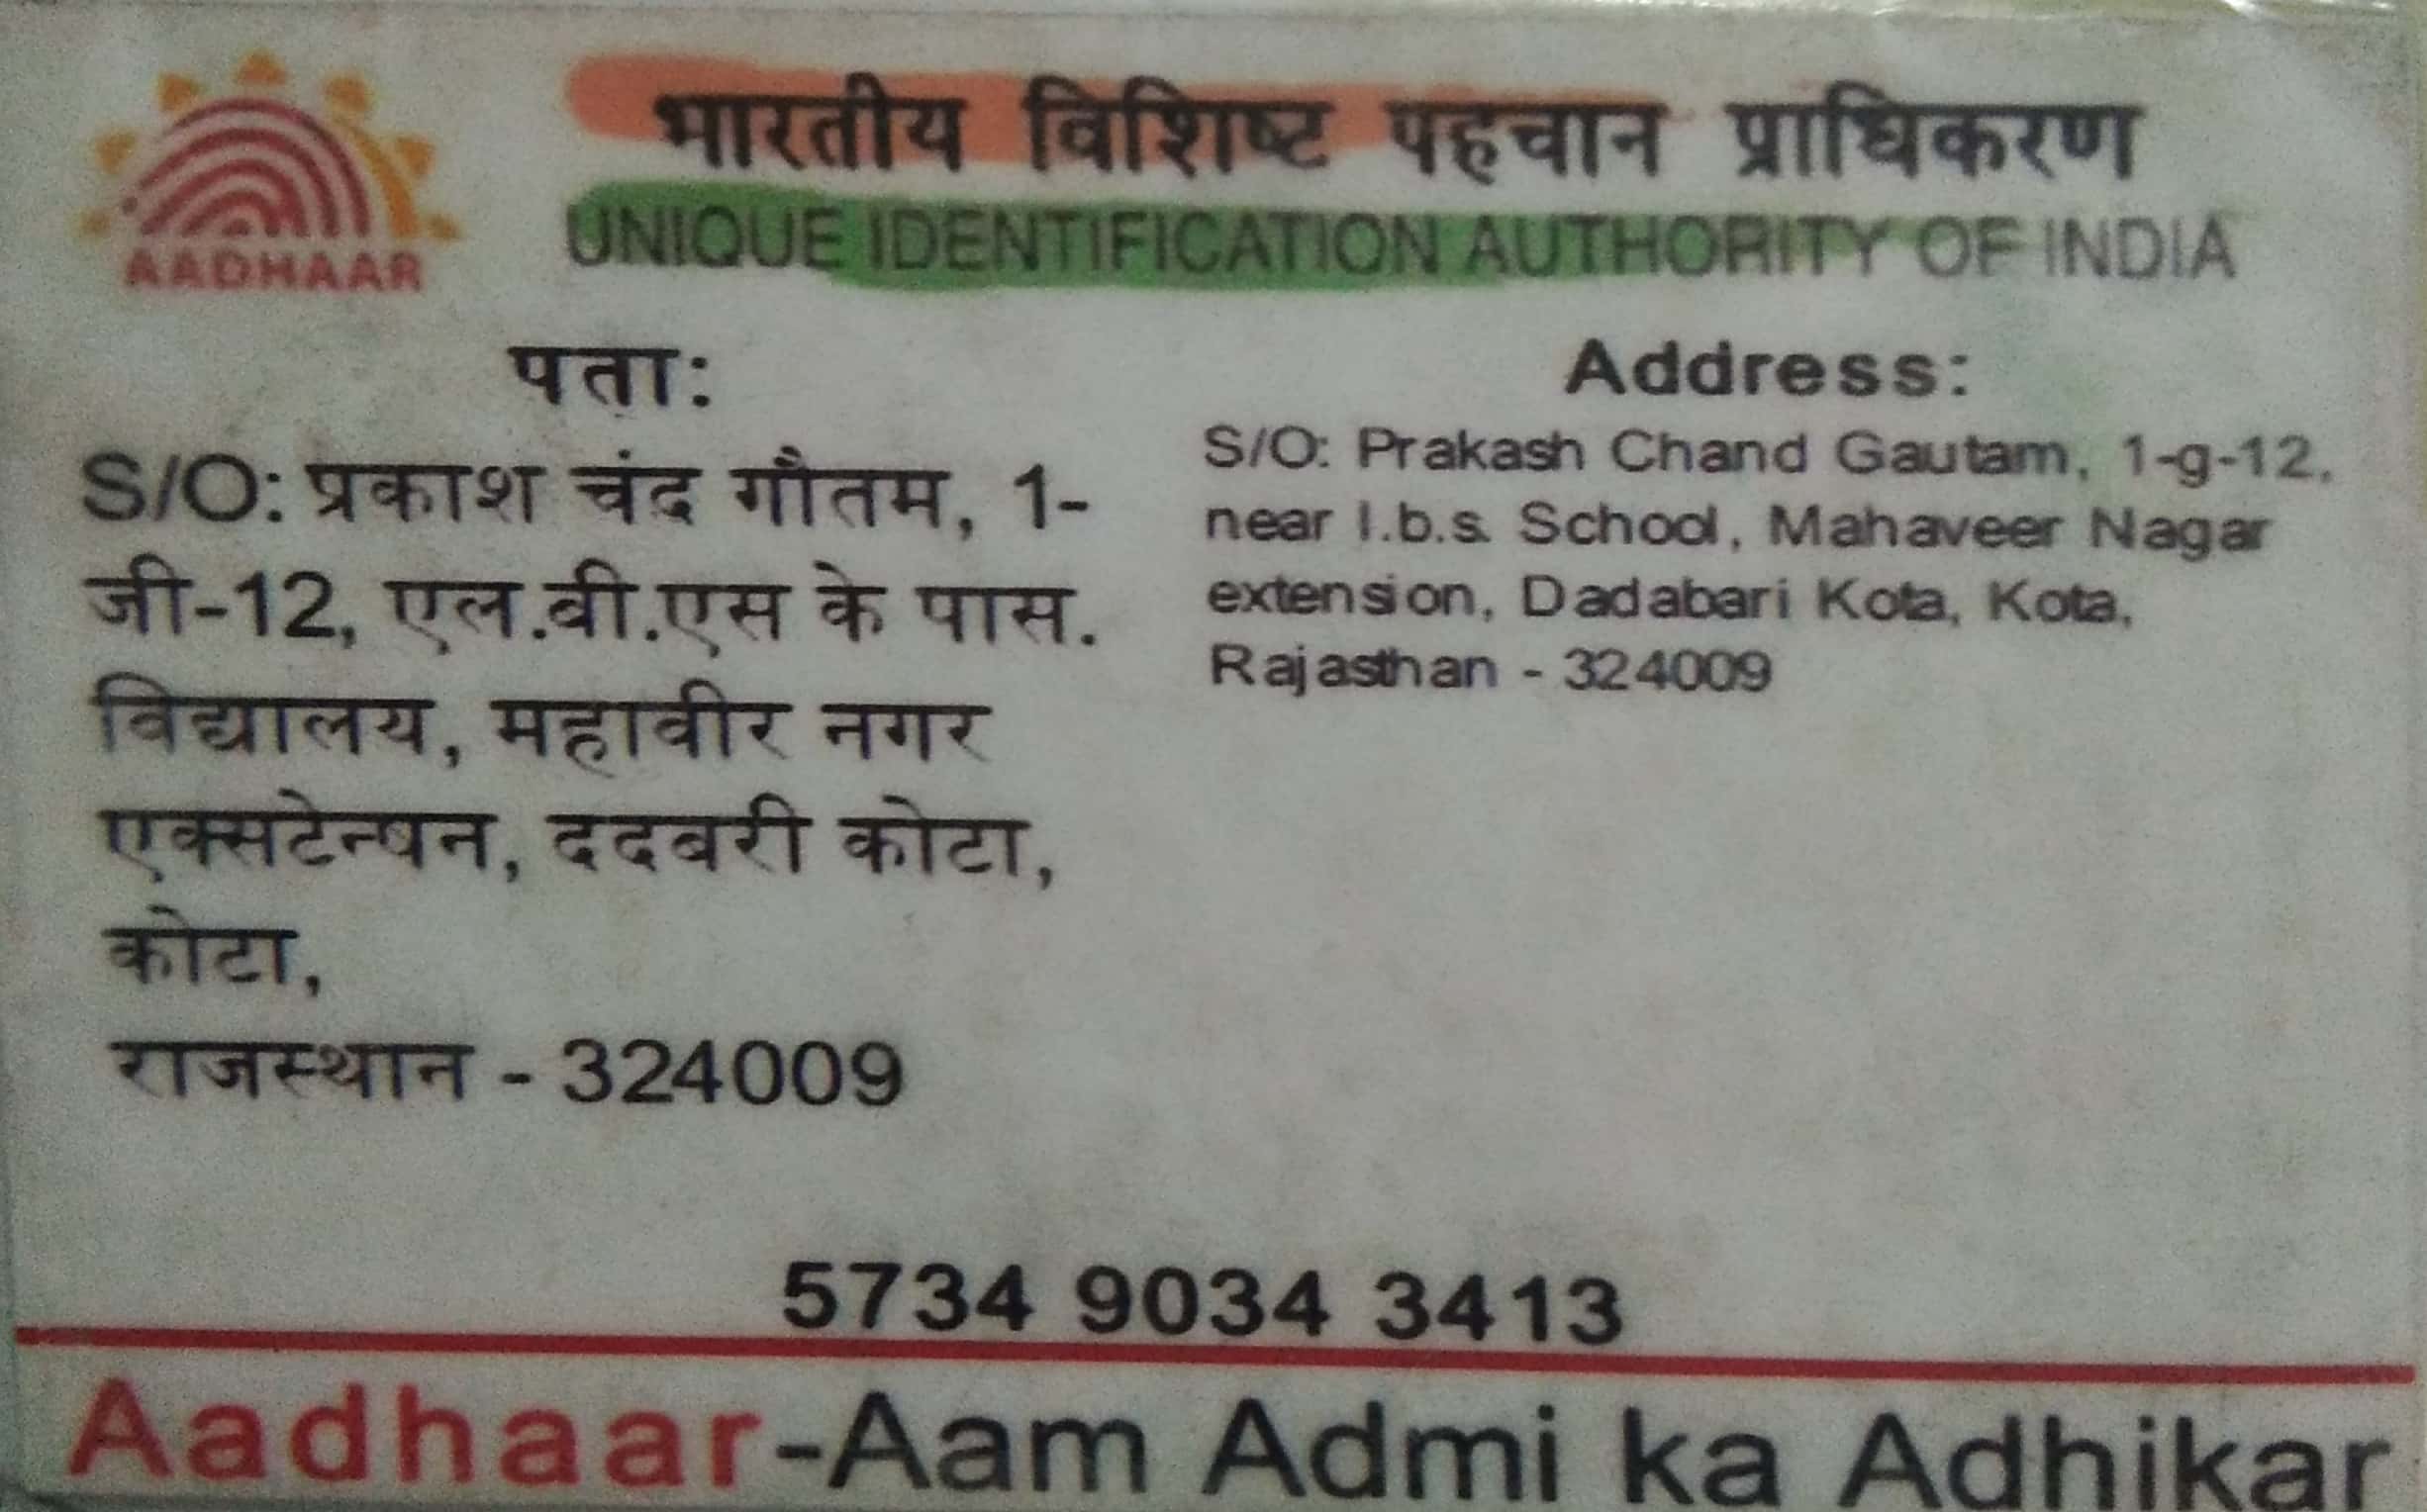 भारतीय विशिष्ट पहचान प्राधिकरण
UNIQUE IDENTIFICATION AUTHORITY OF INDIA
AADHAAR
पता:
S/O: प्रकाश चंद गौतम, 1-
जी-12, एल.बी.एस के पास.
विद्यालय, महावीर नगर
एक्सटेन्षन, ददबरी कोटा,
कोटा,
राजस्थान - 324009
Address:
S/O: Prakash Chand Gautam, 1-g-12,
near l.b.s. School, Mahaveer Nagar
extension, Dadabari Kota, Kota,
Rajasthan - 324009
5734 9034 3413
Aadhaar-Aam Admi ka Adhikar